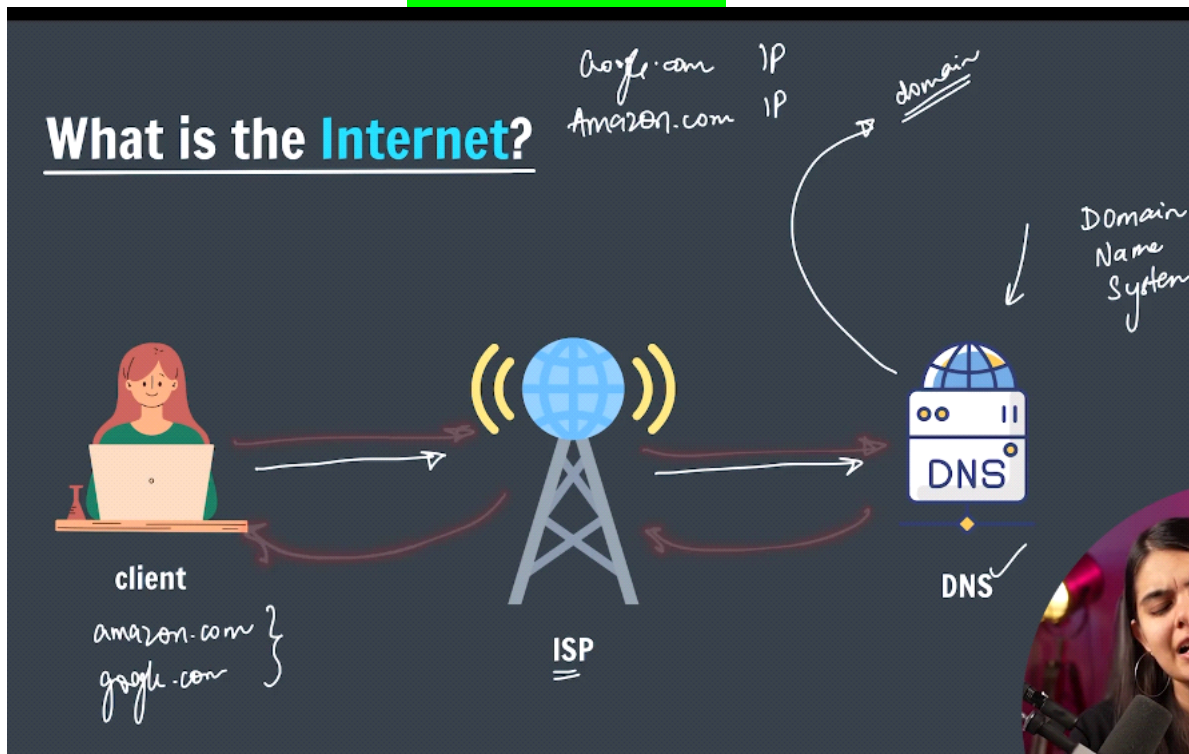 Google.com IP
Amazon.com IP
domain
What is the Internet?
Domain
Name
System
DNS
client
amazon.com
gogle.com
ISP
DNS